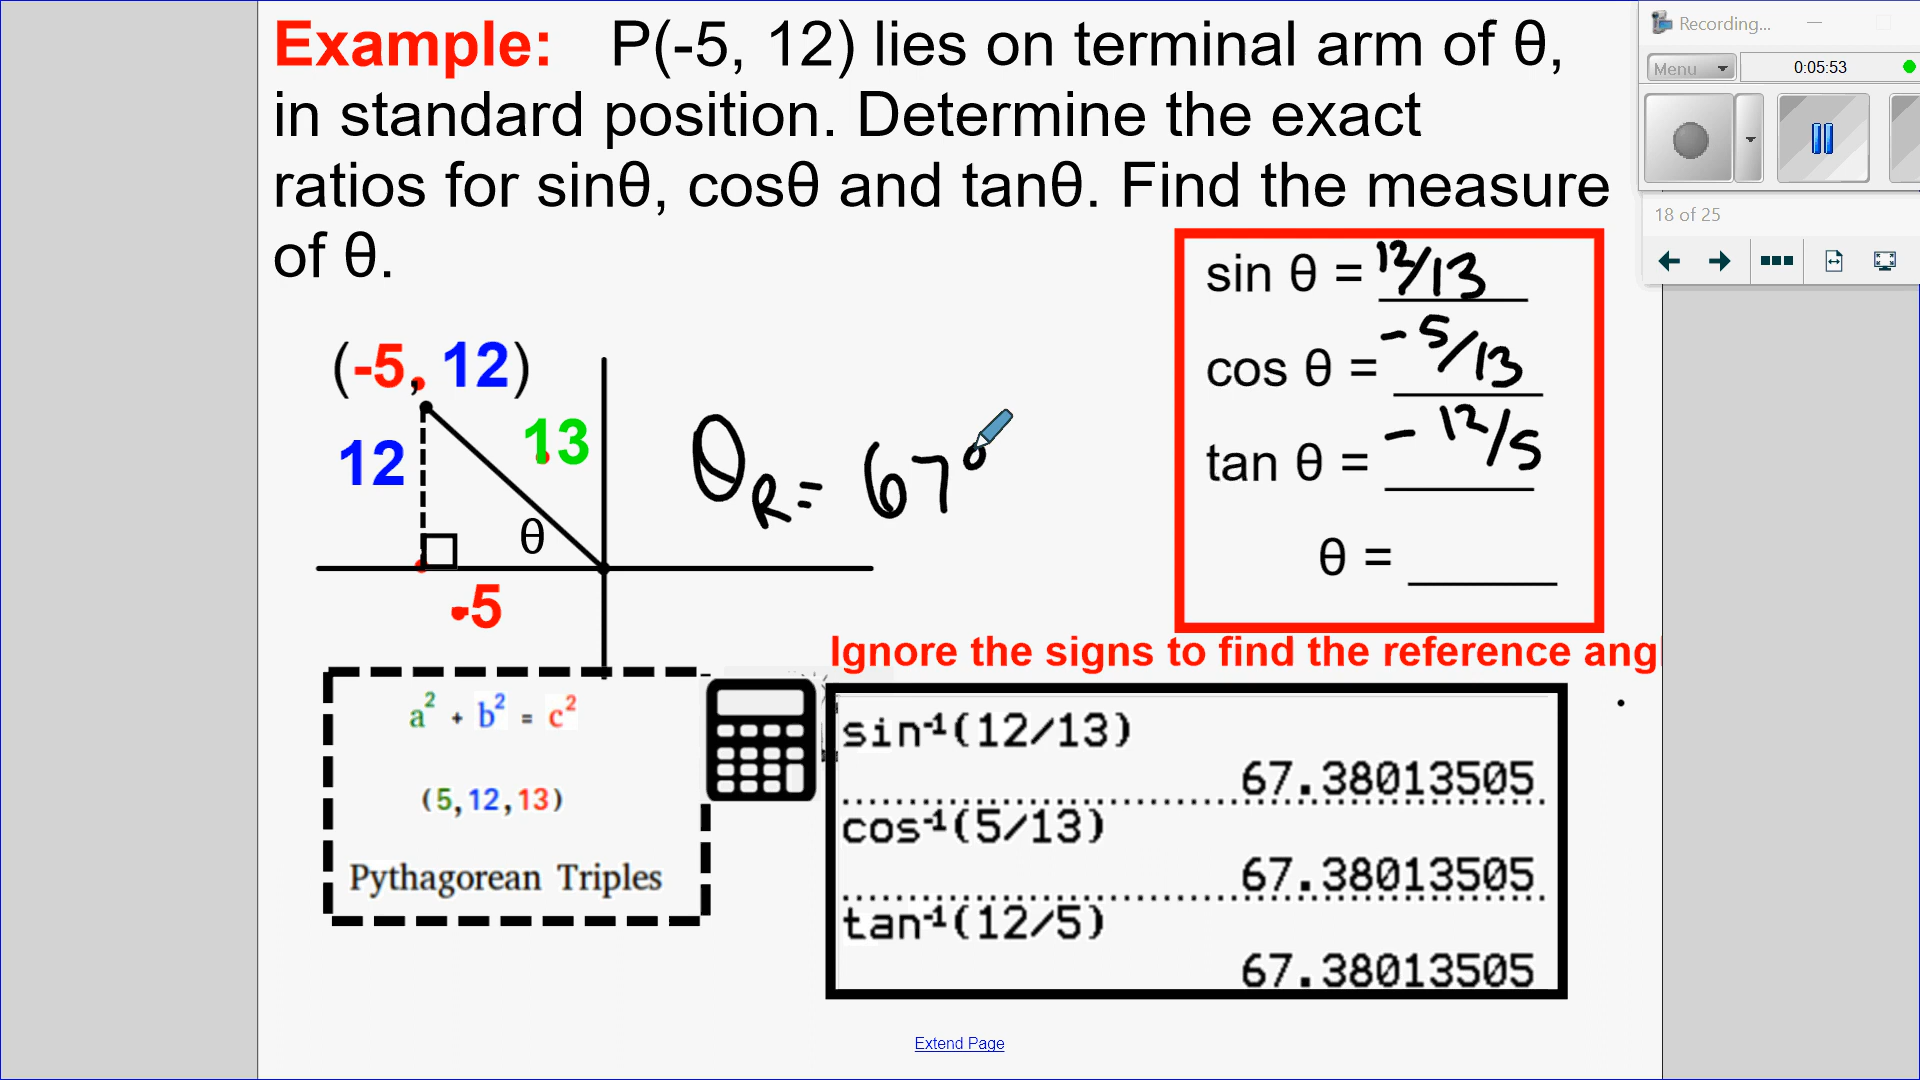 Example: P(-5, 12) lies on terminal arm of θ,
in standard position. Determine the exact
ratios for sinθ, cosθ and tanθ. Find the measure
of θ.
Recording...
Menu
0:05:53
18 of 25
sin θ = 12/13
cos θ = -5/13
tan θ = -12/5
θ = ______
(-5, 12)
12
13
θ
-5
θR = 67°
Ignore the signs to find the reference angl
a² + b² = c²
(5,12,13)
Pythagorean Triples
sin⁻¹(12/13)
67.38013505
cos⁻¹(5/13)
67.38013505
tan⁻¹(12/5)
67.38013505
Extend Page